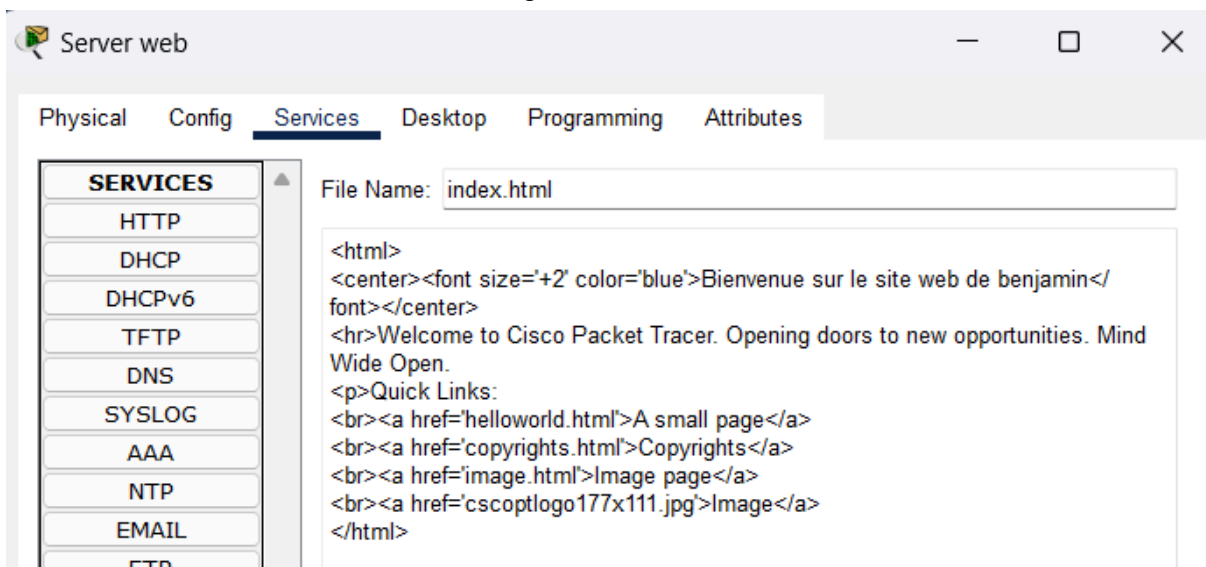 Server web
Physical Config Services Desktop Programming Attributes
SERVICES
HTTP
DHCP
DHCPv6
TFTP
DNS
SYSLOG
AAA
NTP
EMAIL
FTP
File Name: index.html
<html>
<center><font size='+2' color='blue'>Bienvenue sur le site web de benjamin</
font></center>
<hr>Welcome to Cisco Packet Tracer. Opening doors to new opportunities. Mind
Wide Open.
<p>Quick Links:
<br><a href='helloworld.html'>A small page</a>
<br><a href='copyrights.html'>Copyrights</a>
<br><a href='image.html'>Image page</a>
<br><a href='cscoptlogo177x111.jpg'>Image</a>
</html>